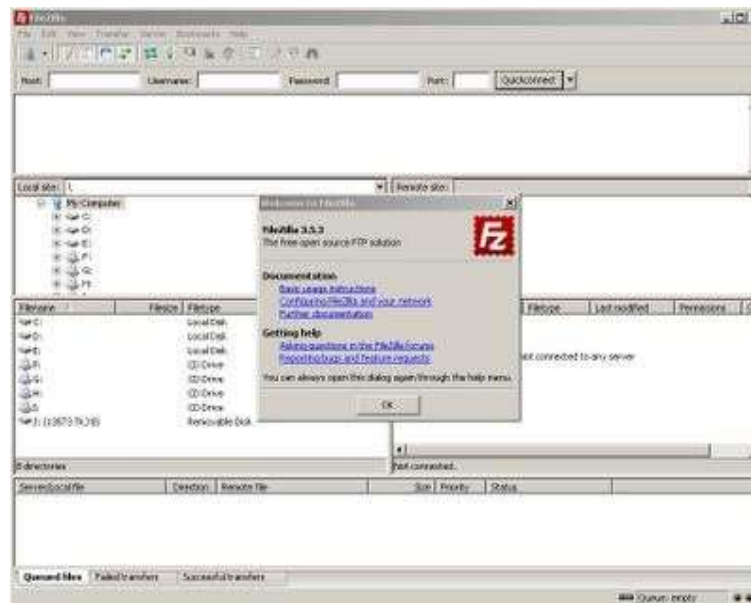 FileZilla
File Edit View Transfer Server Bookmarks Help
Host: Username: Password: Port: Quickconnect
Local site: \ Remote site:
My Computer
C:
D:
E:
F:
G:
H:
Welcome to FileZilla
FileZilla 3.5.3
The free open source FTP solution
Fz
Documentation
Basic usage instructions
Configuring FileZilla and your network
Further documentation
Getting help
Asking questions in the FileZilla forums
Reporting bugs and feature requests
You can always open this dialog again through the help menu.
OK
Filename Filesize Filetype
C: Local Disk
D: Local Disk
E: Local Disk
F: CD Drive
G: CD Drive
H: CD Drive
CD Drive
Removable Disk
8 directories
Filetype Last modified Permissions
Not connected to any server
Not connected.
Server/Local file Direction Remote file Size Priority Status
Queued files Failed transfers Successful transfers
Queue: empty